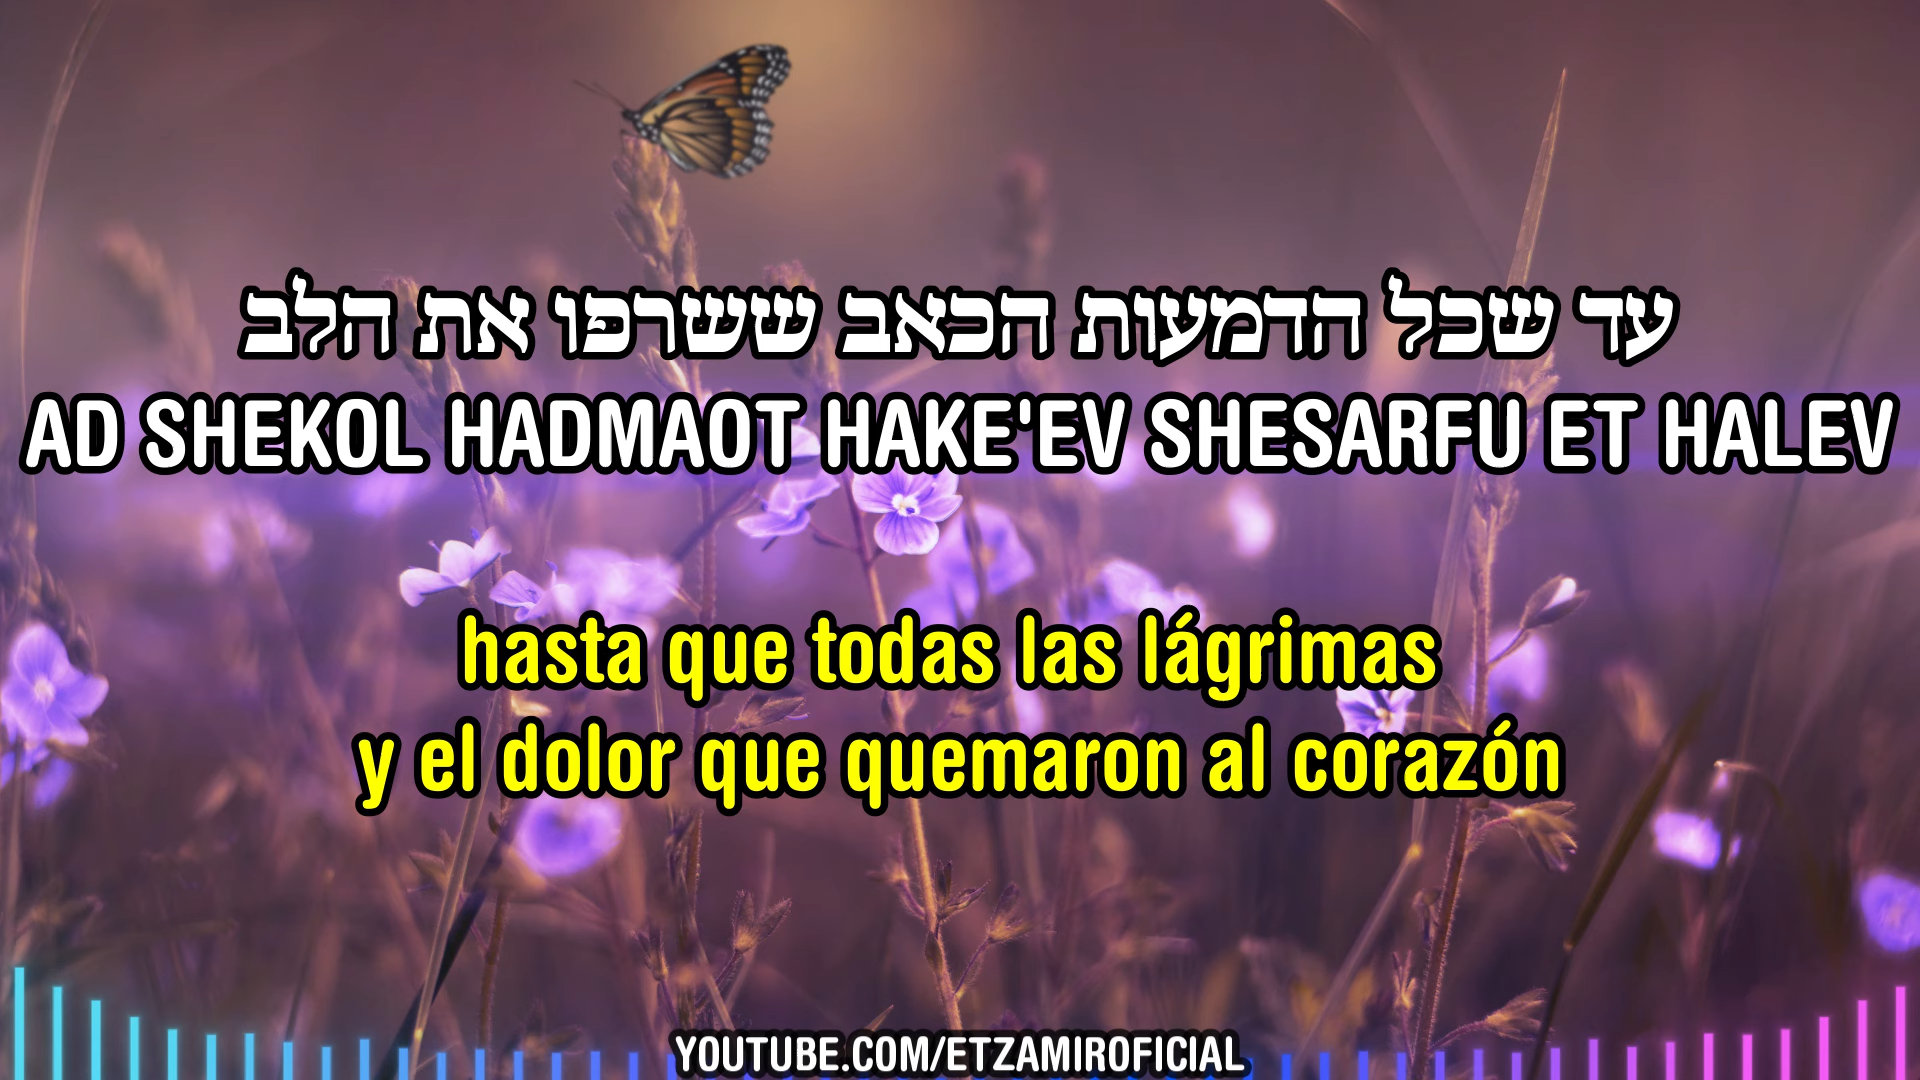 עד שכל הדמעות הכאב ששרפו את הלב
AD SHEKOL HADMAOT HAKE'EV SHESARFU ET HALEV
hasta que todas las lágrimas
y el dolor que quemaron al corazón
YOUTUBE.COM/ETZAMIROFICIAL